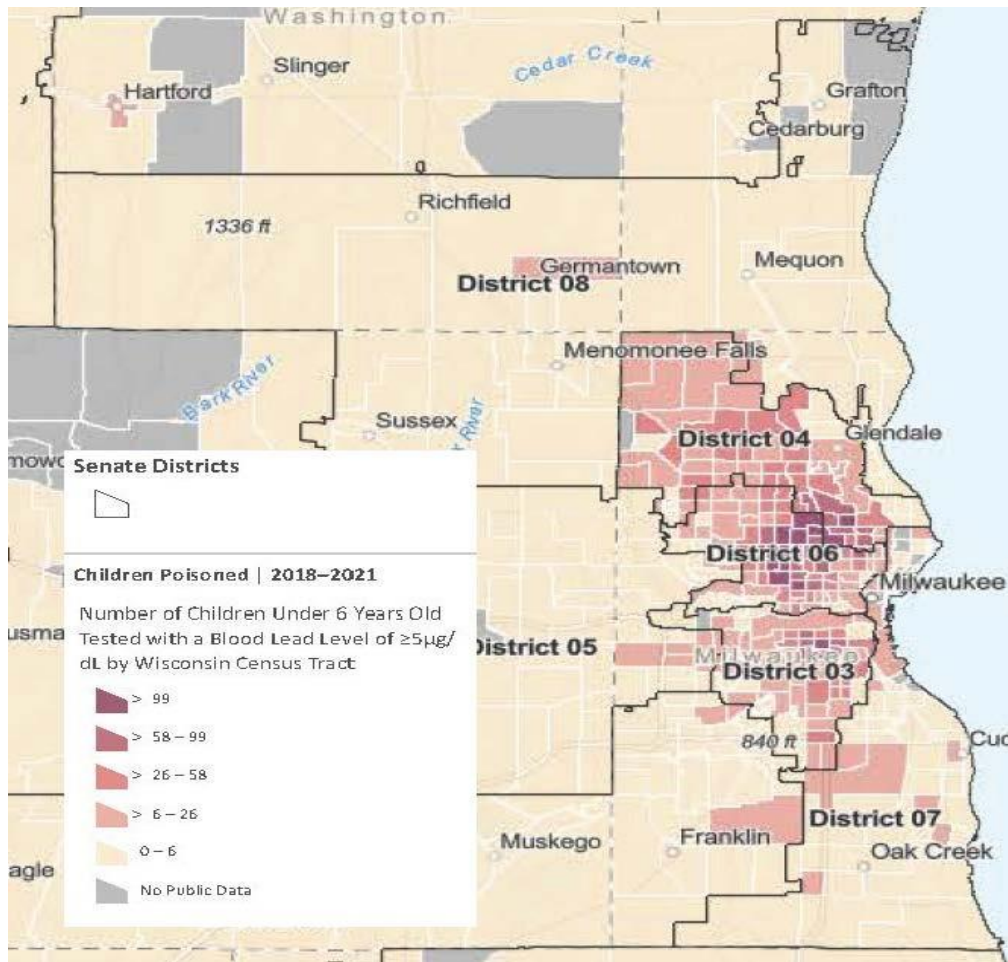 Washington
Slinger
Cedar Creek
Hartford
Grafton
Cedarburg
Richfield
1336 ft
Germantown
Mequon
District 08
Menomonee Falls
Bark River
Sussex
River
District 04
Glendale
Senate Districts
District 06
Children Poisoned | 2018–2021
Milwaukee
Number of Children Under 6 Years Old
Tested with a Blood Lead Level of ≥5µg/
dL by Wisconsin Census Tract
District 05
Milwaukee
District 03
> 99
> 58 – 99
840 ft
> 26 – 58
> 6 – 26
District 07
0 – 6
Muskego
Franklin
Oak Creek
No Public Data